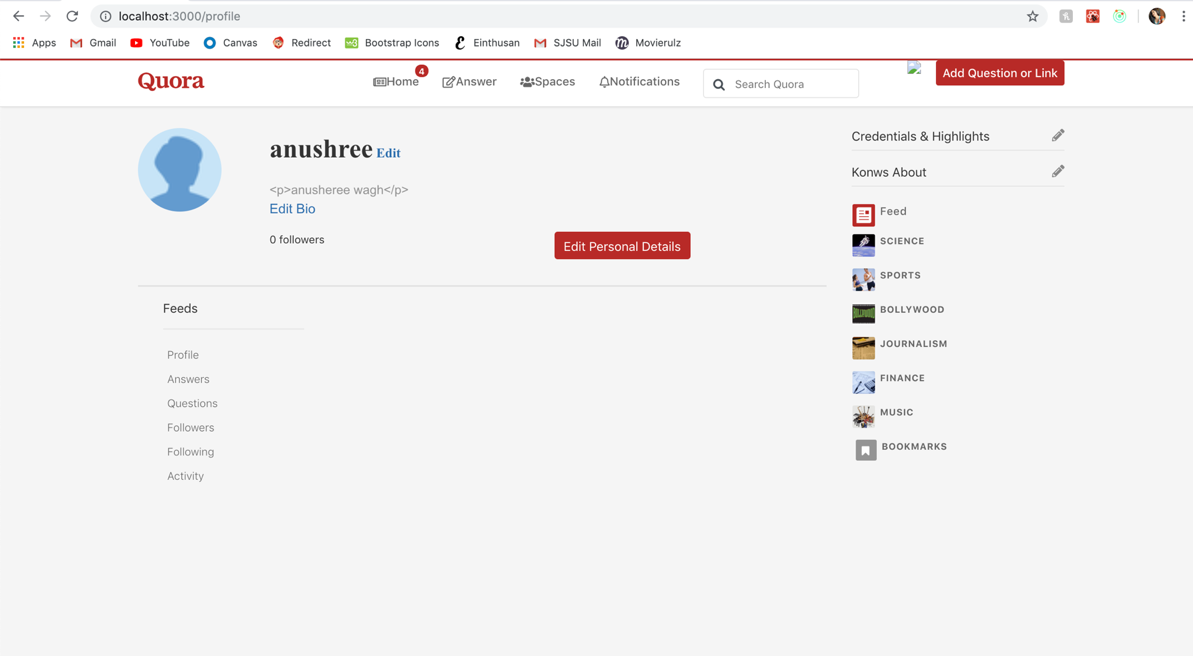 localhost:3000/profile
Apps Gmail YouTube Canvas Redirect Bootstrap Icons Einthusan SJSU Mail Movierulz
Quora Home 4 Answer Spaces Notifications Search Quora Add Question or Link
anushree Edit
<p>anusheree wagh</p>
Edit Bio
0 followers
Edit Personal Details
Feeds
Profile
Answers
Questions
Followers
Following
Activity
Credentials & Highlights
Konws About
Feed
SCIENCE
SPORTS
BOLLYWOOD
JOURNALISM
FINANCE
MUSIC
BOOKMARKS